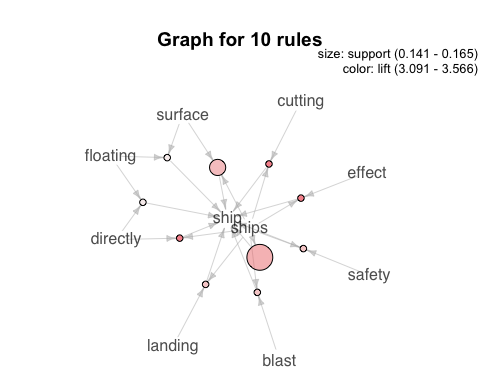 Graph for 10 rules
size: support (0.141 - 0.165)
color: lift (3.091 - 3.566)
cutting
surface
floating
effect
ship
ships
directly
safety
landing
blast